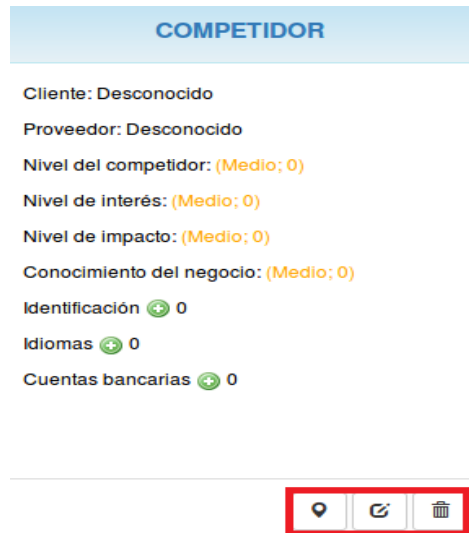 COMPETIDOR
Cliente: Desconocido
Proveedor: Desconocido
Nivel del competidor: (Medio; 0)
Nivel de interés: (Medio; 0)
Nivel de impacto: (Medio; 0)
Conocimiento del negocio: (Medio; 0)
Identificación 0
Idiomas 0
Cuentas bancarias 0